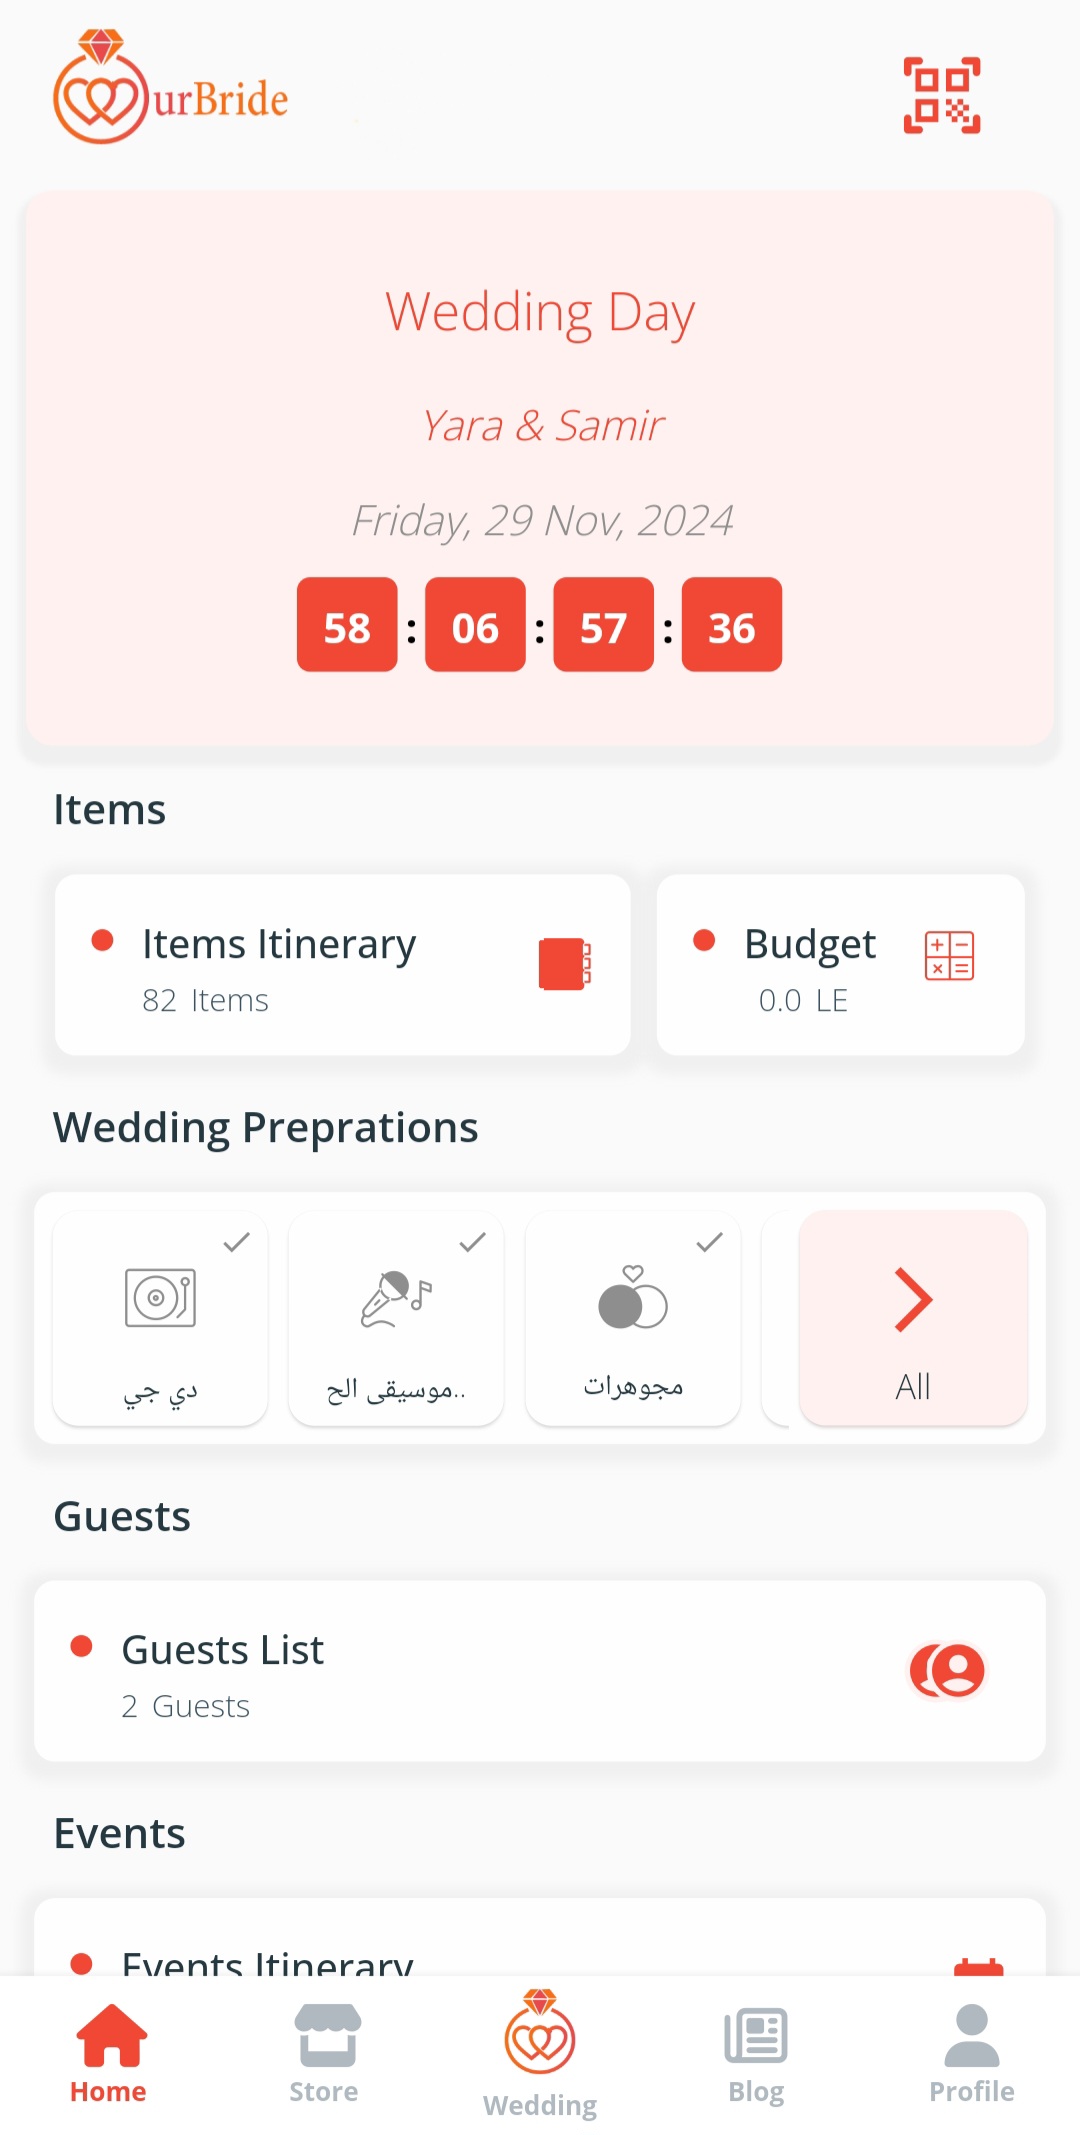 urBride
Wedding Day
Yara & Samir
Friday, 29 Nov, 2024
58 : 06 : 57 : 36
Items
Items Itinerary
82 Items
Budget
0.0 LE
Wedding Preprations
دي جي
موسيقى الح..
مجوهرات
All
Guests
Guests List
2 Guests
Events
Events Itinerary
Home
Store
Wedding
Blog
Profile